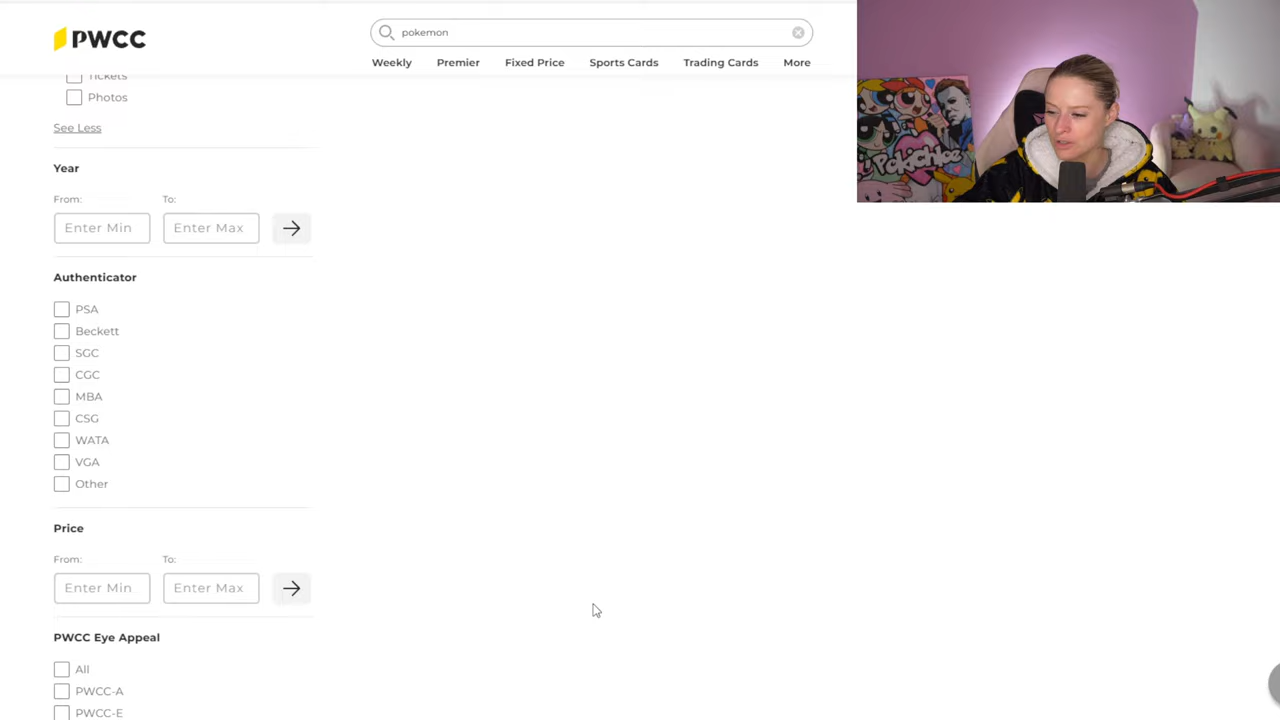 PWCC
pokemon
Weekly Premier Fixed Price Sports Cards Trading Cards More
Tickets
Photos
See Less
Year
From: To:
Enter Min Enter Max
Authenticator
PSA
Beckett
SGC
CGC
MBA
CSG
WATA
VGA
Other
Price
From: To:
Enter Min Enter Max
PWCC Eye Appeal
All
PWCC-A
PWCC-E
Pokichloe